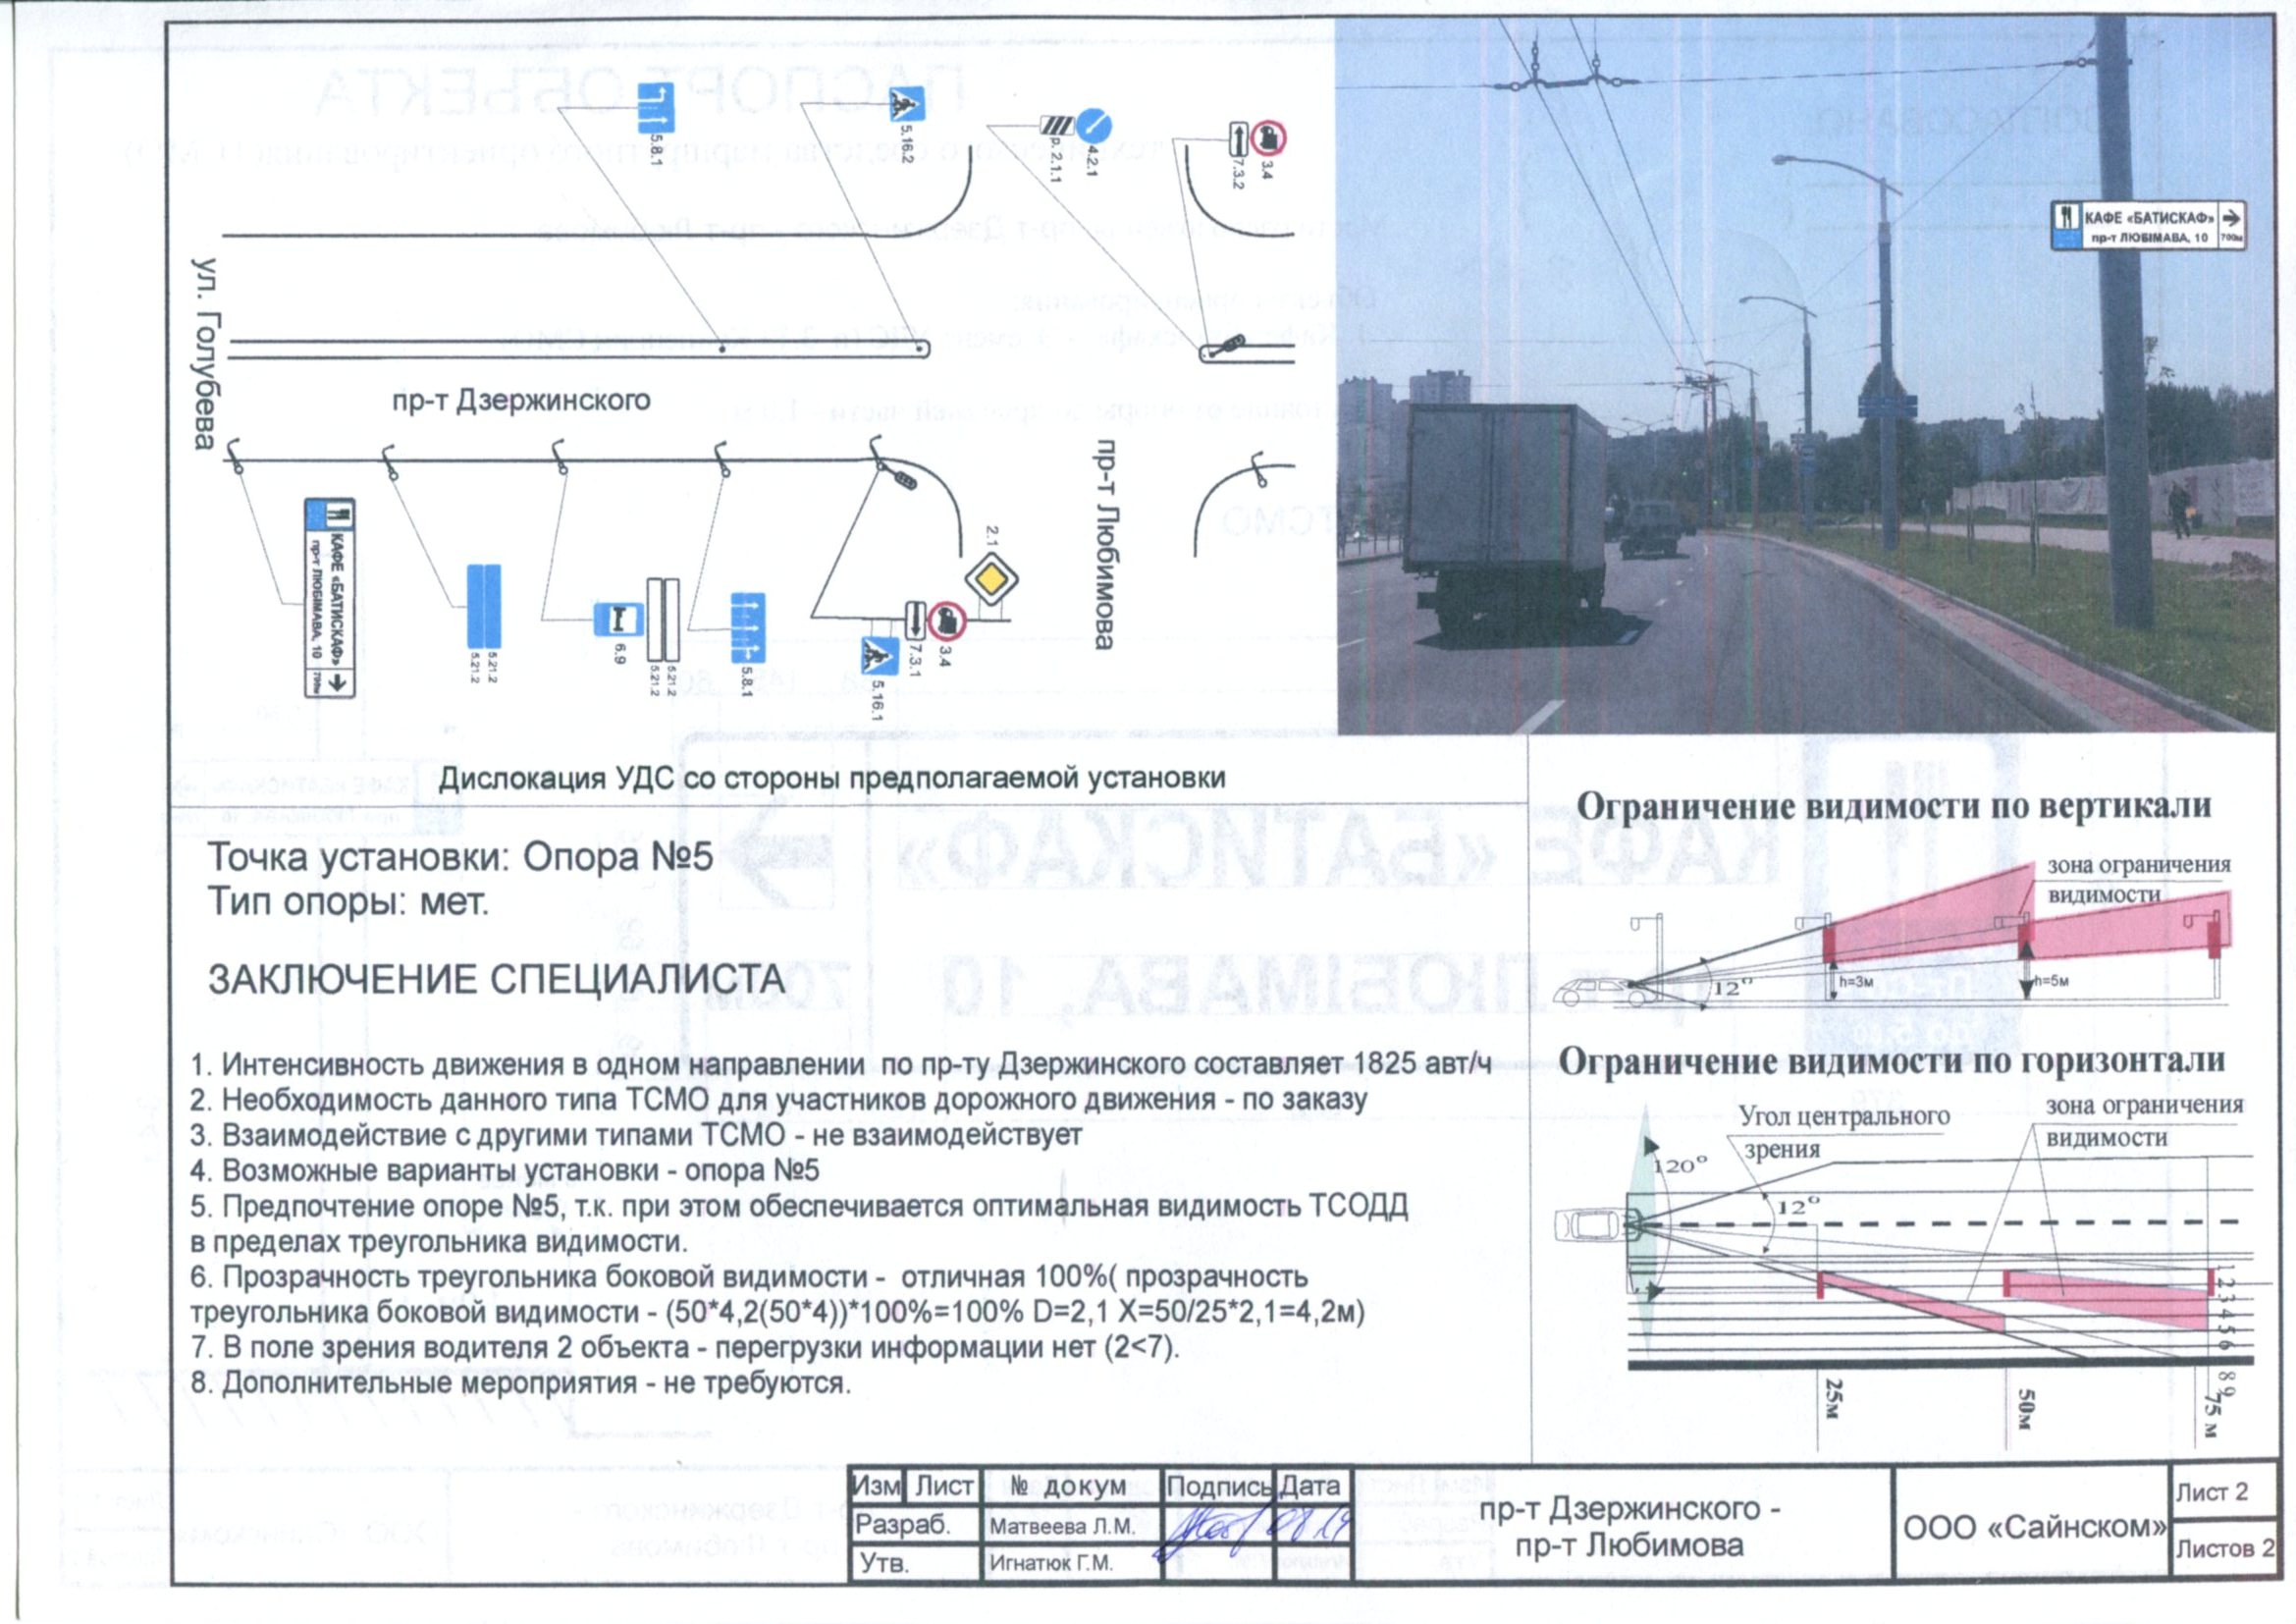 5.8.1
5.16.2
р. 2.1.1
4.2.1
7.3.2
3.4
КАФЕ «БАТИСКАФ»
пр-т ЛЮБІМАВА, 10
700м
ул. Голубева
пр-т Дзержинского
пр-т Любимова
КАФЕ «БАТИСКАФ»
пр-т ЛЮБІМАВА, 10
700м
5.21.2
5.21.2
6.9
5.21.2
5.21.2
5.8.1
5.16.1
7.3.1
3.4
2.1
Дислокация УДС со стороны предполагаемой установки
Точка установки: Опора №5
Тип опоры: мет.
ЗАКЛЮЧЕНИЕ СПЕЦИАЛИСТА
1. Интенсивность движения в одном направлении по пр-ту Дзержинского составляет 1825 авт/ч
2. Необходимость данного типа ТСМО для участников дорожного движения - по заказу
3. Взаимодействие с другими типами ТСМО - не взаимодействует
4. Возможные варианты установки - опора №5
5. Предпочтение опоре №5, т.к. при этом обеспечивается оптимальная видимость ТСОДД
в пределах треугольника видимости.
6. Прозрачность треугольника боковой видимости - отличная 100%( прозрачность
треугольника боковой видимости - (50*4,2(50*4))*100%=100% D=2,1 X=50/25*2,1=4,2м)
7. В поле зрения водителя 2 объекта - перегрузки информации нет (2<7).
8. Дополнительные мероприятия - не требуются.
Ограничение видимости по вертикали
зона ограничения
видимости
12°
h=3м
h=5м
Ограничение видимости по горизонтали
Угол центрального
зрения
зона ограничения
видимости
120°
12°
1 2 3 4 5 6
8 9
25м
50м
75 м
Изм Лист № докум Подпись Дата
Разраб. Матвеева Л.М.
Утв. Игнатюк Г.М.
пр-т Дзержинского -
пр-т Любимова
ООО «Сайнском»
Лист 2
Листов 2